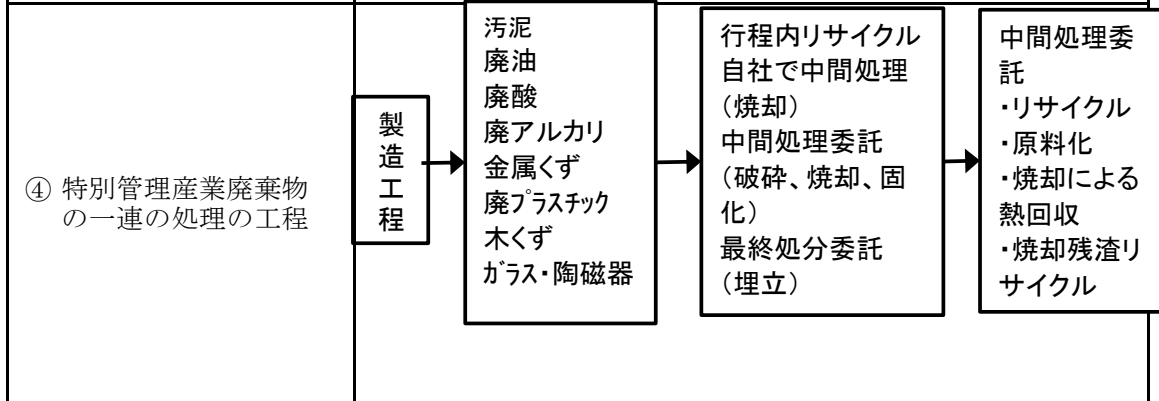 ④ 特別管理産業廃棄物
の一連の処理の工程
製
造
工
程
汚泥
廃油
廃酸
廃アルカリ
金属くず
廃プラスチック
木くず
ガラス・陶磁器
行程内リサイクル
自社で中間処理
(焼却)
中間処理委託
(破砕、焼却、固
化)
最終処分委託
(埋立)
中間処理委
託
・リサイクル
・原料化
・焼却による
熱回収
・焼却残渣リ
サイクル